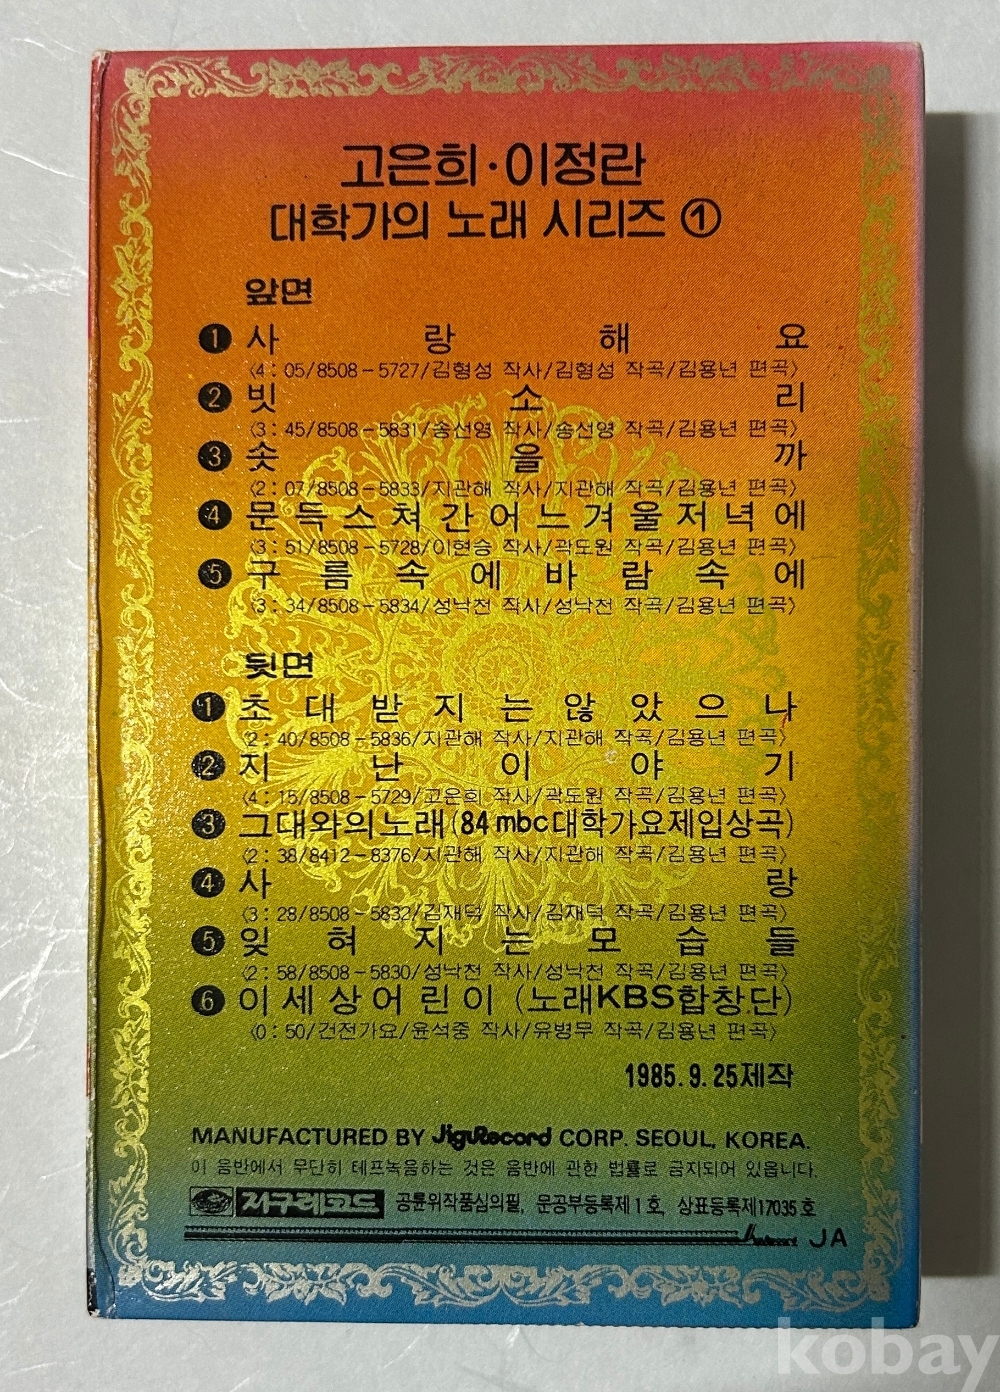 고은희·이정란
대학가의 노래 시리즈 ①
앞면
❶ 사랑해요
〈4:05/8508-5727/김형성 작사/김형성 작곡/김용년 편곡〉
❷ 빗소리
〈3:45/8508-5831/송선영 작사/송선영 작곡/김용년 편곡〉
❸ 솟을까
〈2:07/8508-5833/지관해 작사/지관해 작곡/김용년 편곡〉
❹ 문득스쳐간어느겨울저녁에
〈3:51/8508-5728/이현승 작사/곽도원 작곡/김용년 편곡〉
❺ 구름속에바람속에
〈3:34/8508-5834/성낙천 작사/성낙천 작곡/김용년 편곡〉
뒷면
❶ 초대받지는않았으나
〈2:40/8508-5836/지관해 작사/지관해 작곡/김용년 편곡〉
❷ 지난이야기
〈4:15/8508-5729/고은희 작사/곽도원 작곡/김용년 편곡〉
❸ 그대와의노래(84 mbc대학가요제입상곡)
〈2:38/8412-8376/지관해 작사/지관해 작곡/김용년 편곡〉
❹ 사랑
〈3:28/8508-5832/김재덕 작사/김재덕 작곡/김용년 편곡〉
❺ 잊혀지는모습들
〈2:58/8508-5830/성낙천 작사/성낙천 작곡/김용년 편곡〉
❻ 이세상어린이 (노래KBS합창단)
〈0:50/건전가요/윤석중 작사/유병무 작곡/김용년 편곡〉
1985.9.25제작
MANUFACTURED BY JiguRecord CORP. SEOUL, KOREA.
이 음반에서 무단히 테프녹음하는 것은 음반에 관한 법률로 금지되어 있읍니다.
지구레코드 공륜위작품심의필, 문공부등록제1호, 상표등록제17035호
JA
kobay